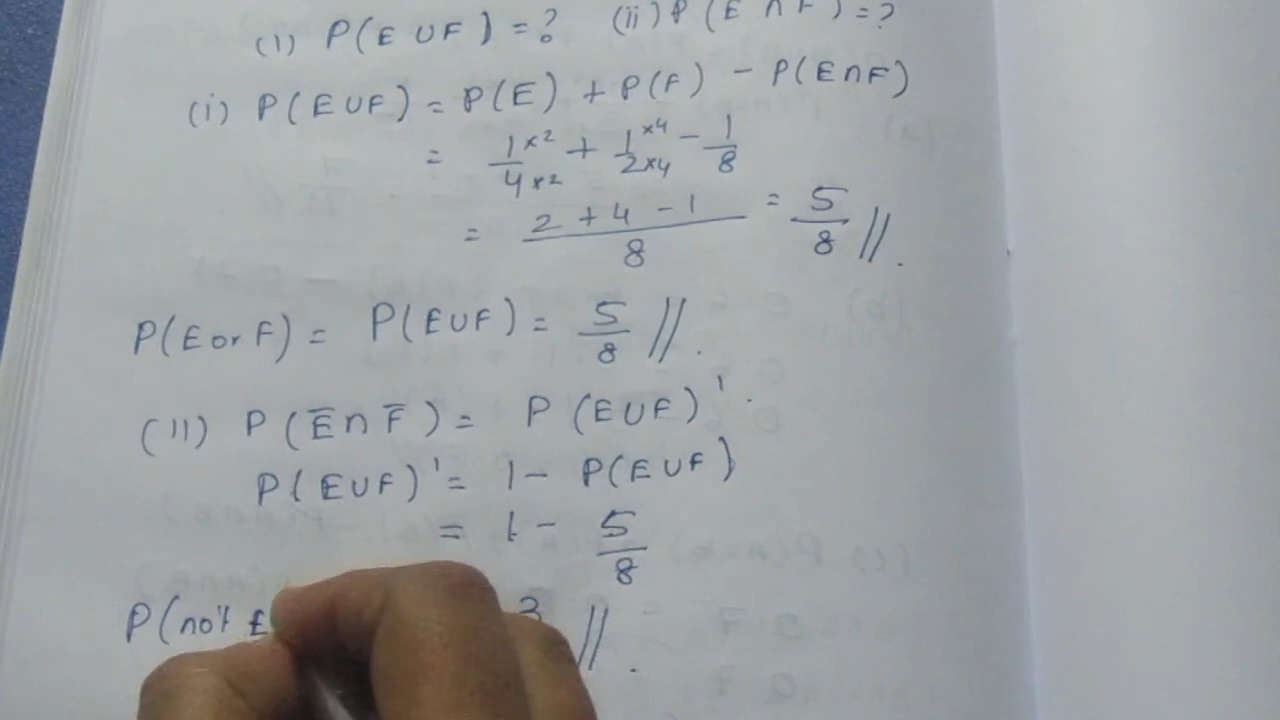 (i) P(E ∪ F) = ? (ii) P(E ∩ F) = ?
(i) P(E ∪ F) = P(E) + P(F) - P(E ∩ F)
= 1×2/4×2 + 1×4/2×4 - 1/8
= 2 + 4 - 1/8 = 5/8 //.
P(E or F) = P(E ∪ F) = 5/8 //.
(II) P(E̅ ∩ F̅) = P(E ∪ F)'.
P(E ∪ F)' = 1 - P(E ∪ F)
= 1 - 5/8
P(not E 3 //.